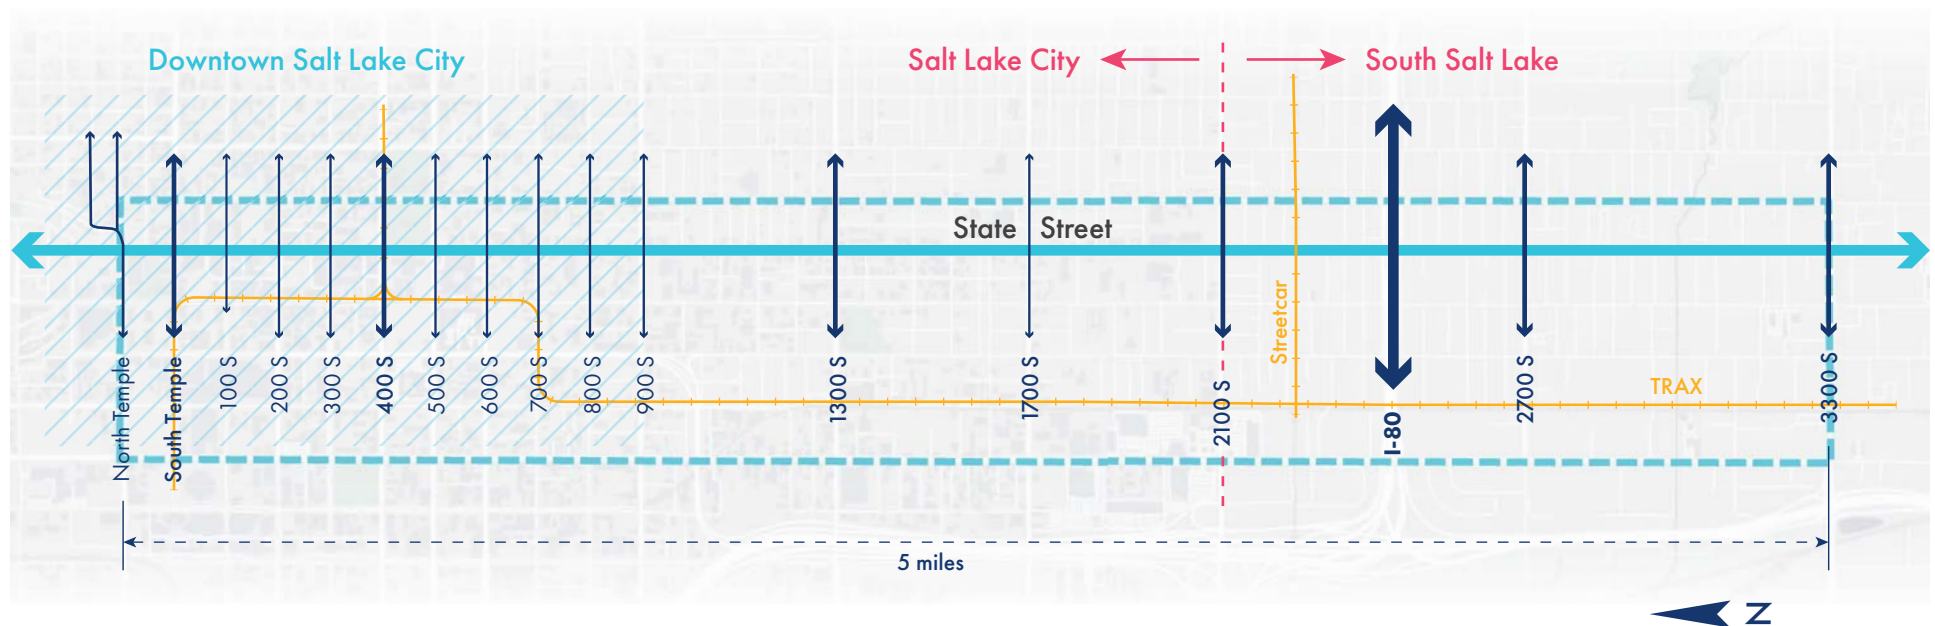 Downtown Salt Lake City
Salt Lake City
South Salt Lake
State Street
Streetcar
North Temple
South Temple
100 S
200 S
300 S
400 S
500 S
600 S
700 S
800 S
900 S
1300 S
1700 S
2100 S
I-80
2700 S
TRAX
3300 S
5 miles
N